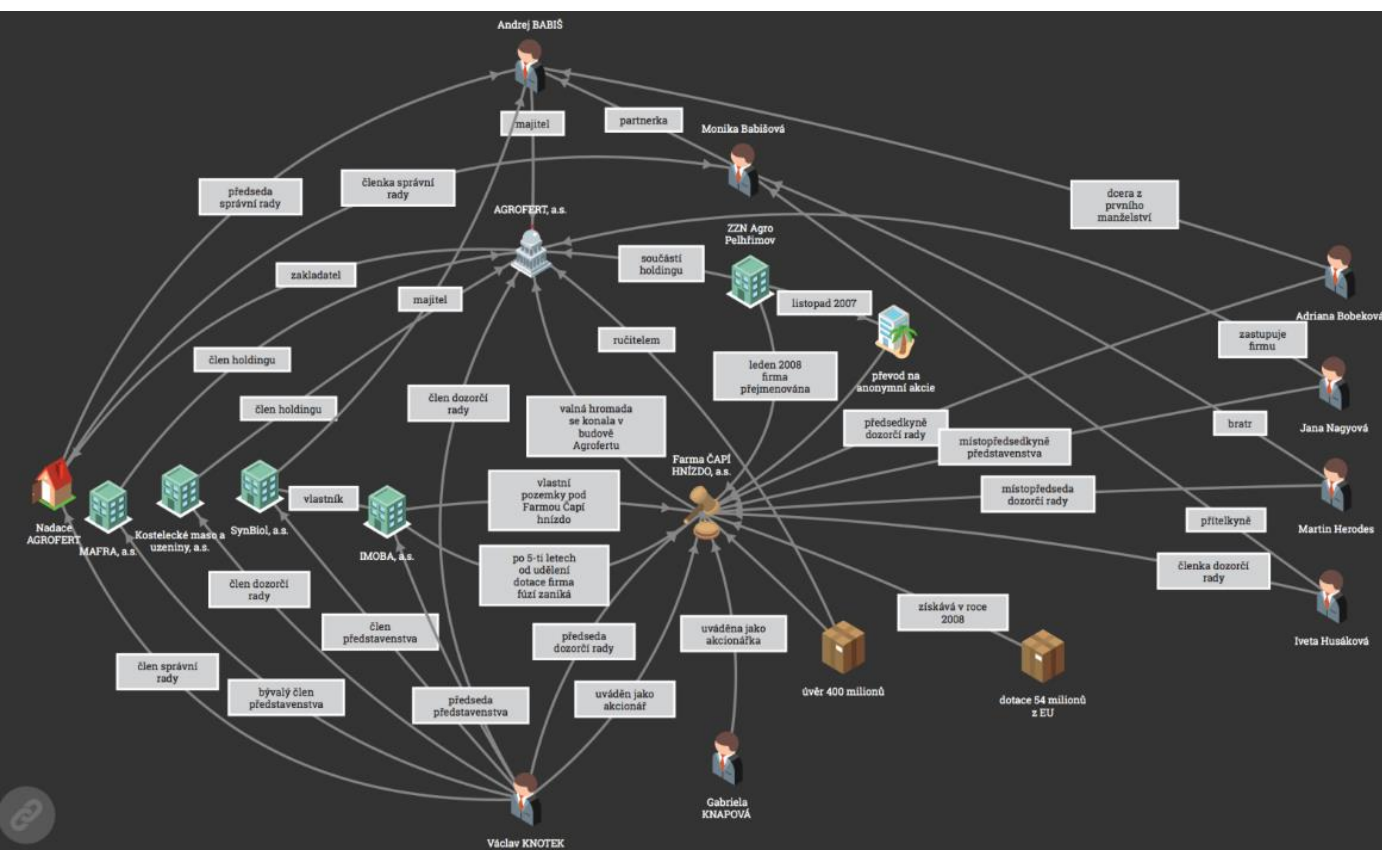 Andrej BABIŠ
majitel
partnerka
Monika Babišová
předseda
správní rady
členka správní
rady
dcera z
prvního
manželství
AGROFERT, a.s.
ZZN Agro
Pelhřimov
součástí
holdingu
zakladatel
majitel
listopad 2007
Adriana Bobeková
zastupuje
firmu
ručitelem
člen holdingu
leden 2008
firma
přejmenována
převod na
anonymní akcie
člen dozorčí
rady
člen holdingu
valná hromada
se konala v
budově
Agrofertu
předsedkyně
dozorčí rady
místopředsedkyně
představenstva
bratr
Jana Nagyová
Farma ČAPÍ
HNÍZDO, a.s.
vlastní
pozemky pod
Farmou Čapí
hnízdo
místopředseda
dozorčí rady
vlastník
přítelkyně
Martin Herodes
Nadace
AGROFERT
MAFRA, a.s.
Kostelecké maso a
uzeniny, a.s.
SynBiol, a.s.
IMOBA, a.s.
po 5-ti letech
od udělení
dotace firma
fúzí zaniká
členka dozorčí
rady
člen dozorčí
rady
získává v roce
2008
člen
představenstva
předseda
dozorčí rady
uváděna jako
akcionářka
Iveta Husáková
člen správní
rady
bývalý člen
představenstva
předseda
představenstva
uváděn jako
akcionář
úvěr 400 milionů
dotace 54 milionů
z EU
Gabriela
KNAPOVÁ
Václav KNOTEK